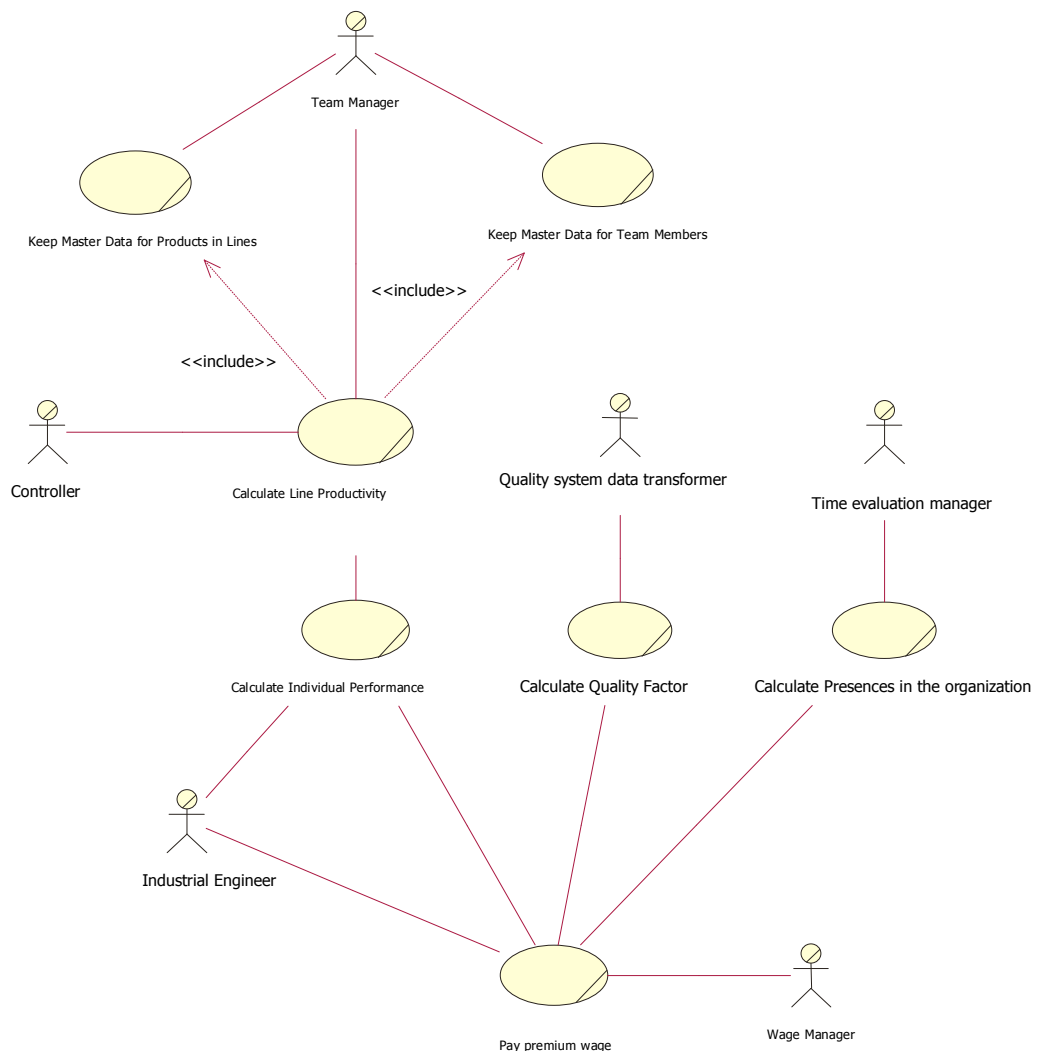 Team Manager
Keep Master Data for Products in Lines
Keep Master Data for Team Members
<<include>>
<<include>>
Controller
Calculate Line Productivity
Quality system data transformer
Time evaluation manager
Calculate Individual Performance
Calculate Quality Factor
Calculate Presences in the organization
Industrial Engineer
Wage Manager
Pay premium wage